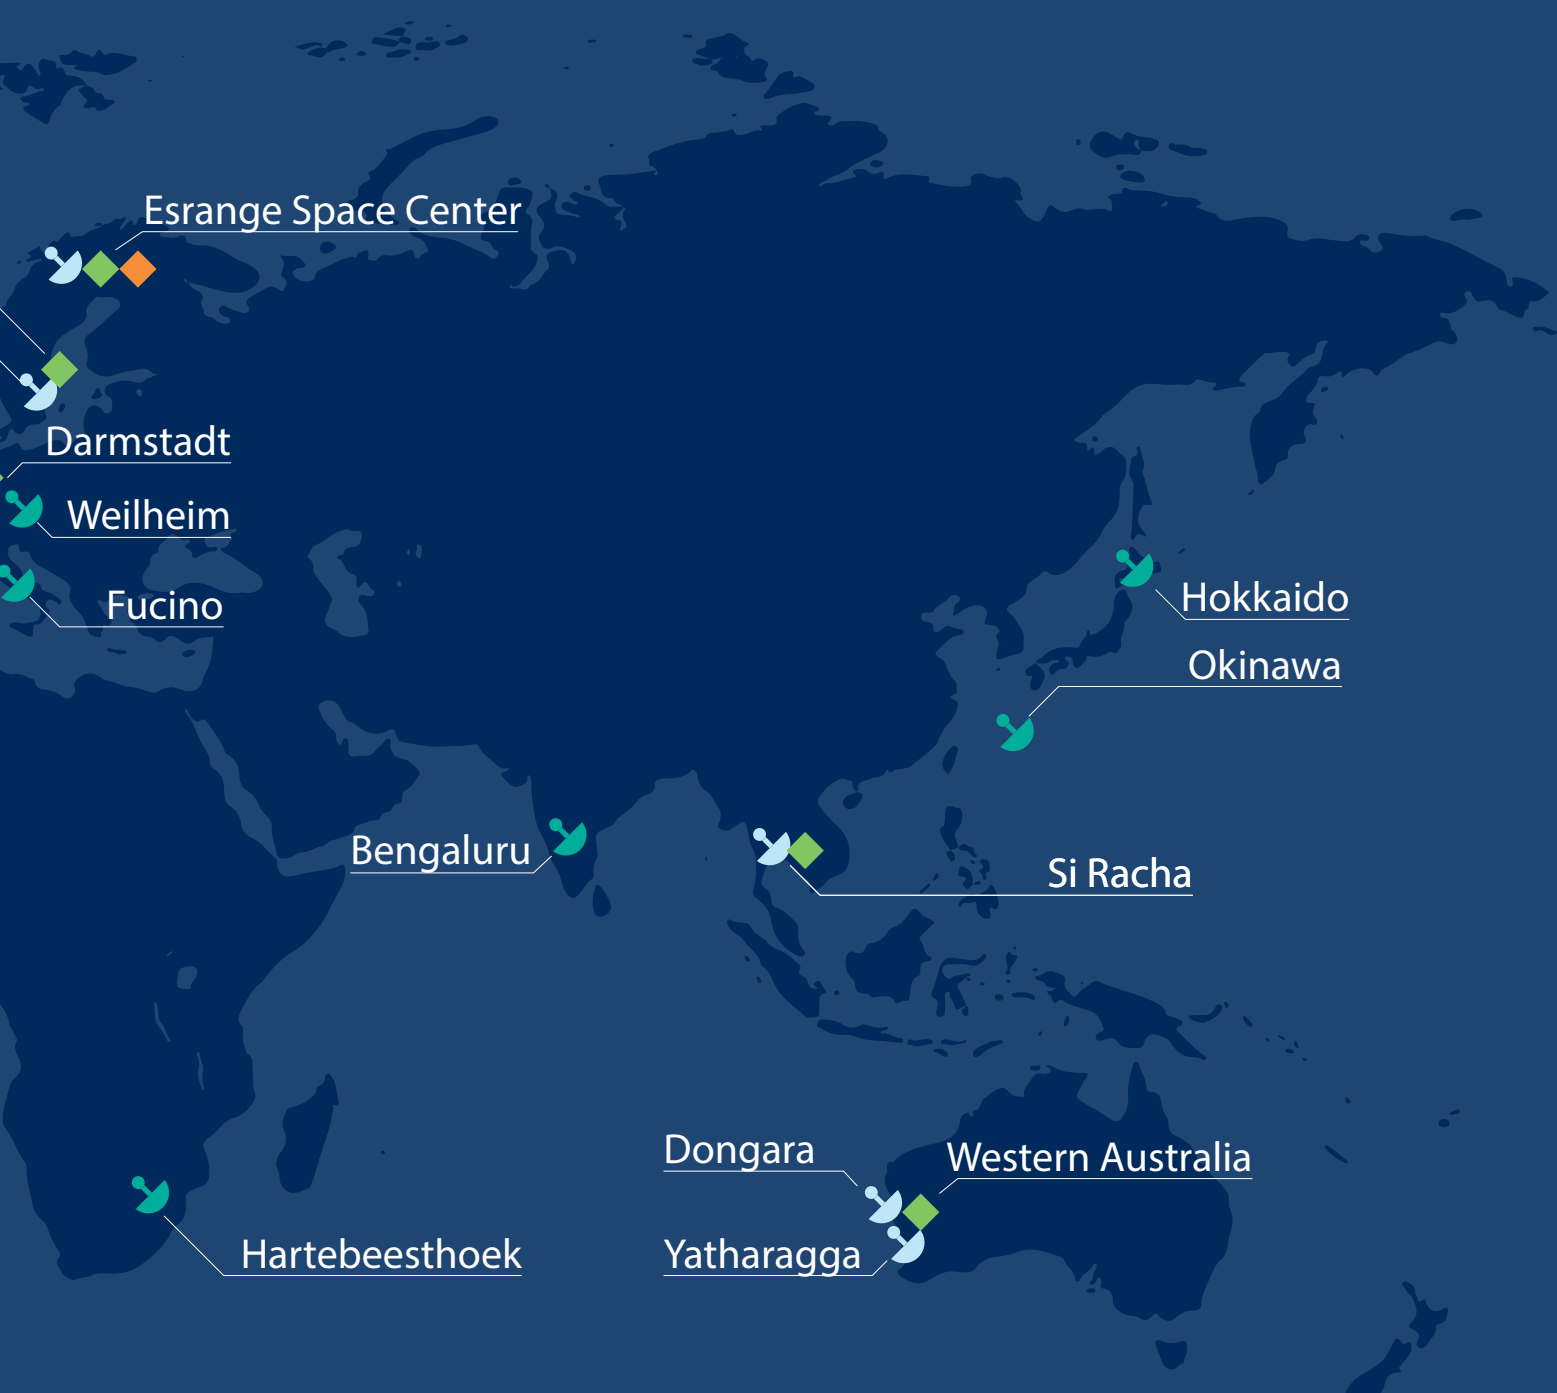 Esrange Space Center
Darmstadt
Weilheim
Fucino
Hokkaido
Okinawa
Bengaluru
Si Racha
Dongara
Western Australia
Yatharagga
Hartebeesthoek